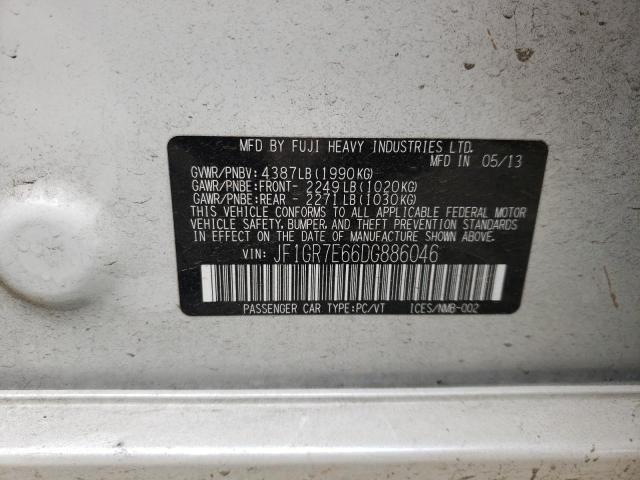 MFD BY FUJI HEAVY INDUSTRIES LTD.
MFD IN 05/13
GVWR/PNBV: 4387LB (1990KG)
GAWR/PNBE:FRONT- 2249LB (1020KG)
GAWR/PNBE:REAR - 2271LB (1030KG)
THIS VEHICLE CONFORMS TO ALL APPLICABLE FEDERAL MOTOR
VEHICLE SAFETY, BUMPER, AND THEFT PREVENTION STANDARDS
IN EFFECT ON THE DATE OF MANUFACTURE SHOWN ABOVE.
VIN: JF1GR7E66DG886046
PASSENGER CAR TYPE:PC/VT ICES/NMB-002